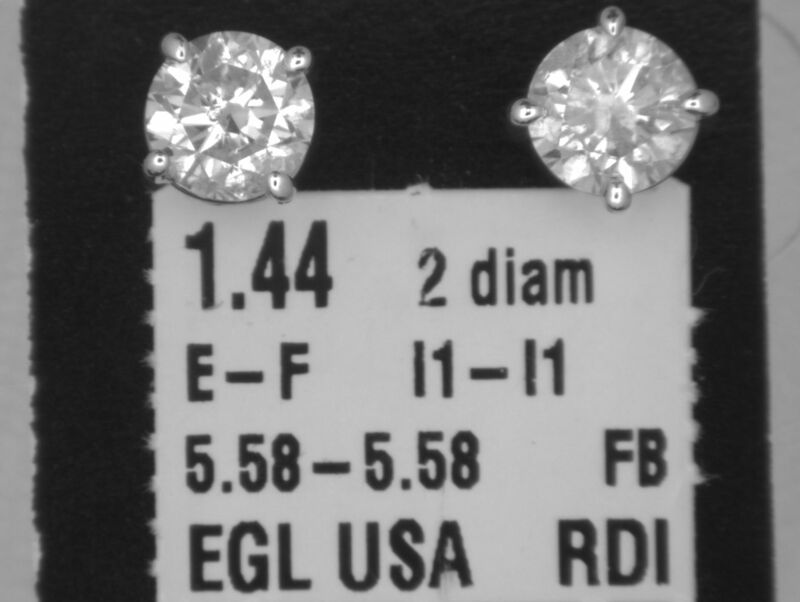 1.44 2 diam
E-F I1-I1
5.58-5.58 FB
EGL USA RDI